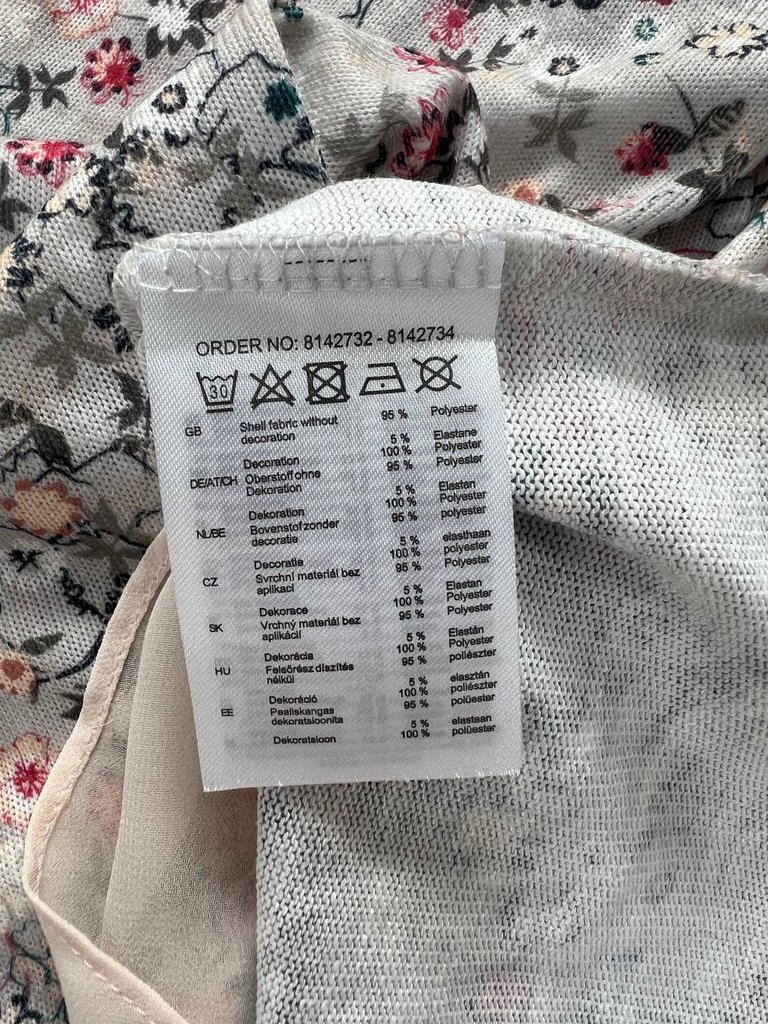 ORDER NO: 8142732 - 8142734
30
GB Shell fabric without 95 % Polyester
decoration 5 % Elastane
Decoration 100 % Polyester
DE/AT/CH Oberstoff ohne 95 % Polyester
Dekoration 5 % Elastan
Dekoration 100 % Polyester
NL/BE Bovenstof zonder 95 % polyester
decoratie 5 % elasthaan
Decoratie 100 % polyester
CZ Svrchní materiál bez 95 % Polyester
aplikací 5 % Elastan
Dekorace 100 % Polyester
SK Vrchný materiál bez 95 % Polyester
aplikácií 5 % Elastán
Dekorácia 100 % Polyester
HU Felsőrész díszítés 95 % poliészter
nélkül 5 % elasztán
Dekoráció 100 % poliészter
EE Pealiskangas 95 % polüester
dekoratsioonita 5 % elastaan
Dekoratsioon 100 % polüester